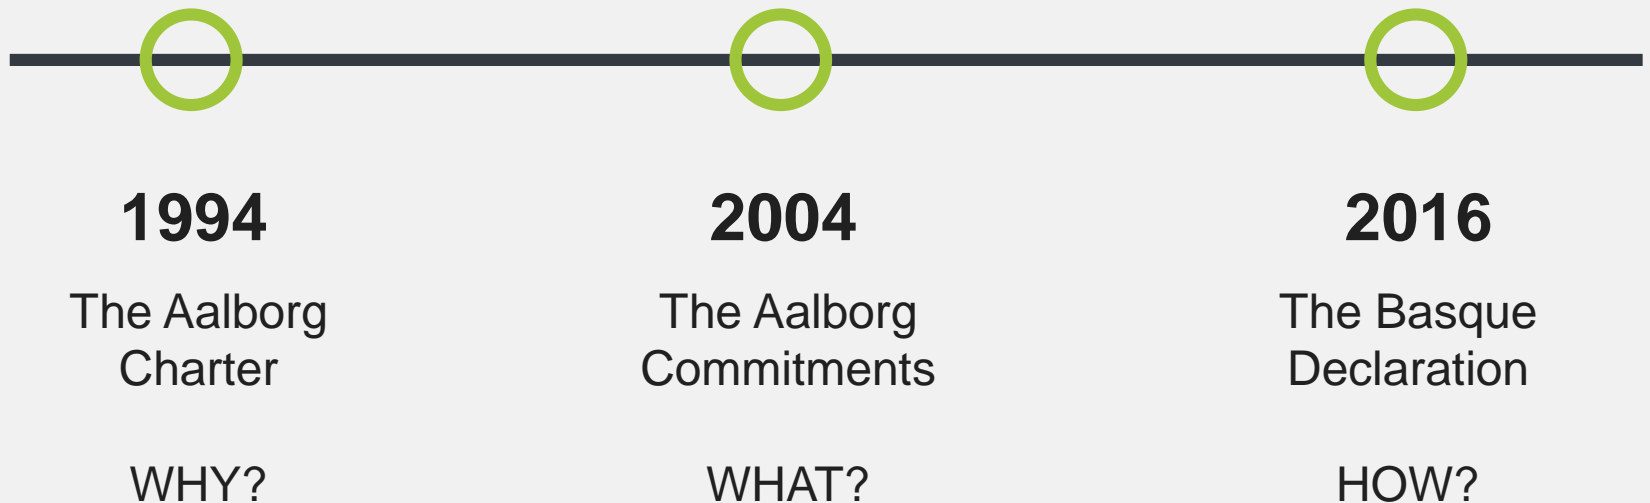 1994
The Aalborg
Charter
WHY?
2004
The Aalborg
Commitments
WHAT?
2016
The Basque
Declaration
HOW?